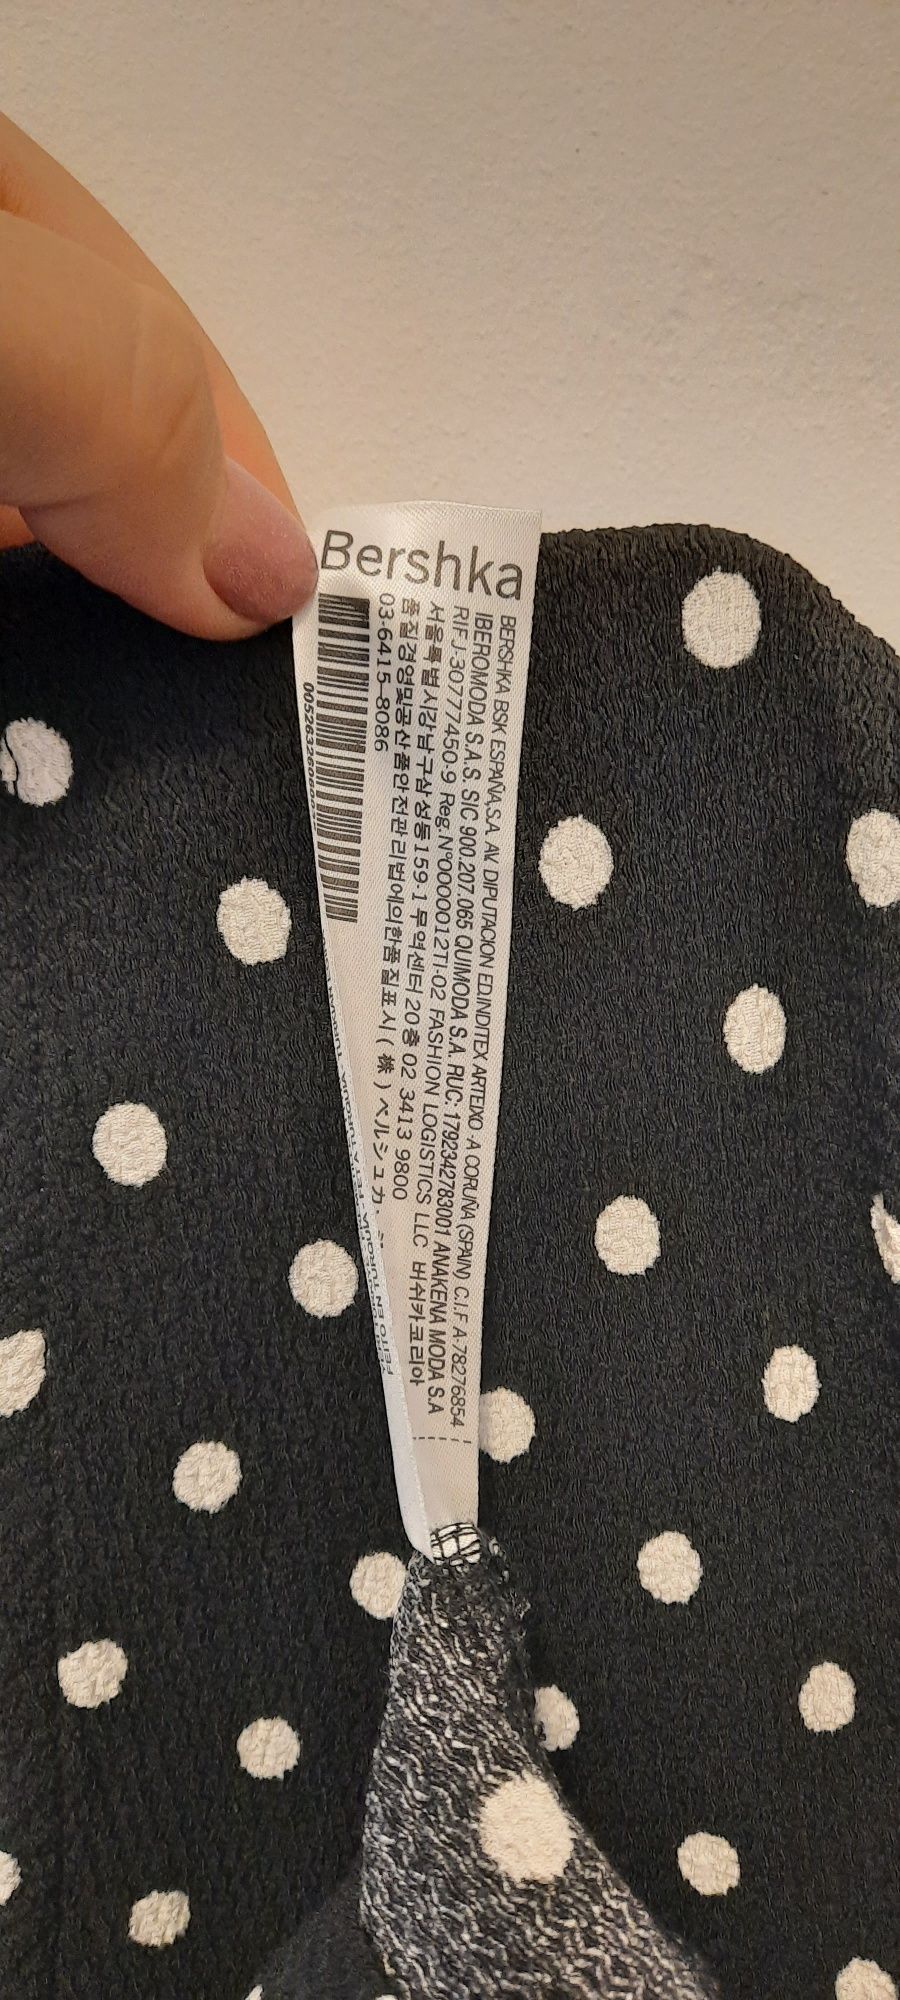 Bershka
BERSHKA BSK ESPAÑA,S.A. AV. DIPUTACION ED.INDITEX ARTEIXO -A CORUÑA (SPAIN) C.I.F A-78276854
IBEROMODA S.A.S. SIC 900.207.065 QUIMODA S.A. RUC: 1792342783001 ANAKENA MODA S.A
RIF.J-30777450-9 Reg.Nº0000012TI-02 FASHION LOGISTICS LLC 버쉬카코리아
서울특별시강남구삼성동159-1무역센터20층 02 3413 9800
품질경영및공산품안전관리법에의한품질표시 ( 株 ) ベルシュカ
03-6415-8086